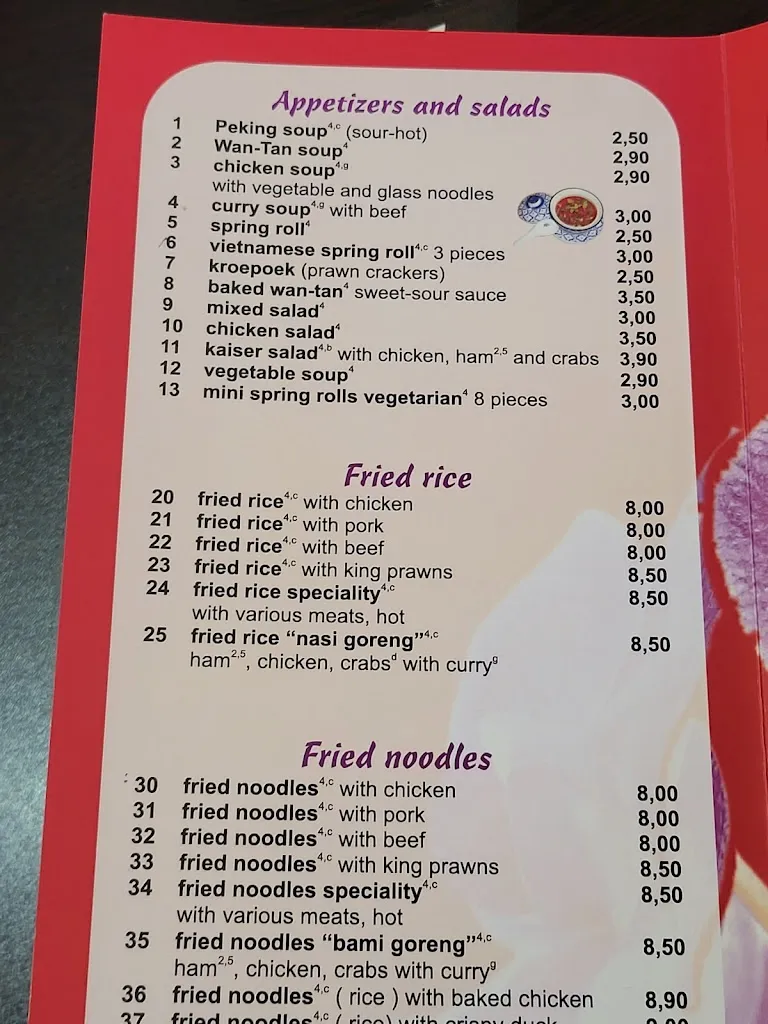 Appetizers and salads
1 Peking soup4,c (sour-hot) 2,50
2 Wan-Tan soup4 2,90
3 chicken soup4,g 2,90
with vegetable and glass noodles
4 curry soup4,g with beef 3,00
5 spring roll4 2,50
6 vietnamese spring roll4,c 3 pieces 3,00
7 kroepoek (prawn crackers) 2,50
8 baked wan-tan4 sweet-sour sauce 3,50
9 mixed salad4 3,00
10 chicken salad4 3,50
11 kaiser salad4,b with chicken, ham2,5 and crabs 3,90
12 vegetable soup4 2,90
13 mini spring rolls vegetarian4 8 pieces 3,00
Fried rice
20 fried rice4,c with chicken 8,00
21 fried rice4,c with pork 8,00
22 fried rice4,c with beef 8,00
23 fried rice4,c with king prawns 8,50
24 fried rice speciality4,c 8,50
with various meats, hot
25 fried rice “nasi goreng”4,c 8,50
ham2,5, chicken, crabsd with curryg
Fried noodles
30 fried noodles4,c with chicken 8,00
31 fried noodles4,c with pork 8,00
32 fried noodles4,c with beef 8,00
33 fried noodles4,c with king prawns 8,50
34 fried noodles speciality4,c 8,50
with various meats, hot
35 fried noodles “bami goreng”4,c 8,50
ham2,5, chicken, crabs with curryg
36 fried noodles4,c ( rice ) with baked chicken 8,90
37 fried noodles4,c ( rice) with crispy duck